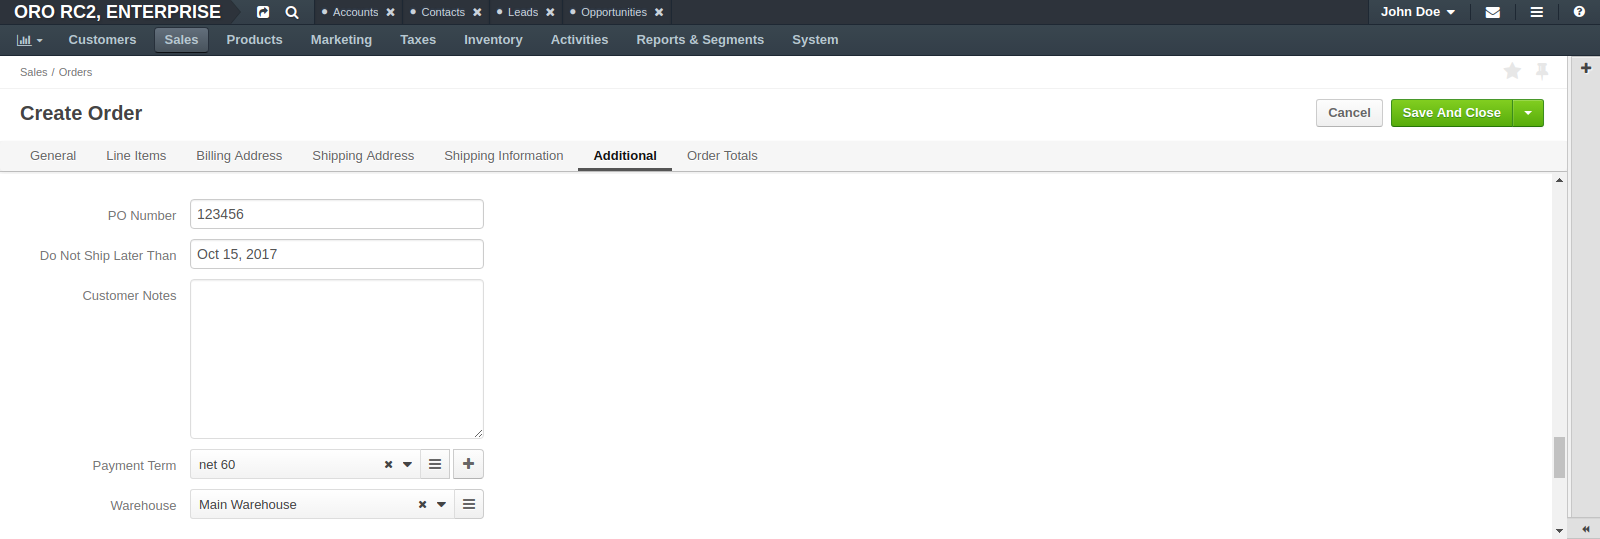 ORO RC2, ENTERPRISE Accounts Contacts Leads Opportunities John Doe
Customers Sales Products Marketing Taxes Inventory Activities Reports & Segments System
Sales / Orders
Create Order Cancel Save And Close
General Line Items Billing Address Shipping Address Shipping Information Additional Order Totals
PO Number 123456
Do Not Ship Later Than Oct 15, 2017
Customer Notes
Payment Term net 60
Warehouse Main Warehouse